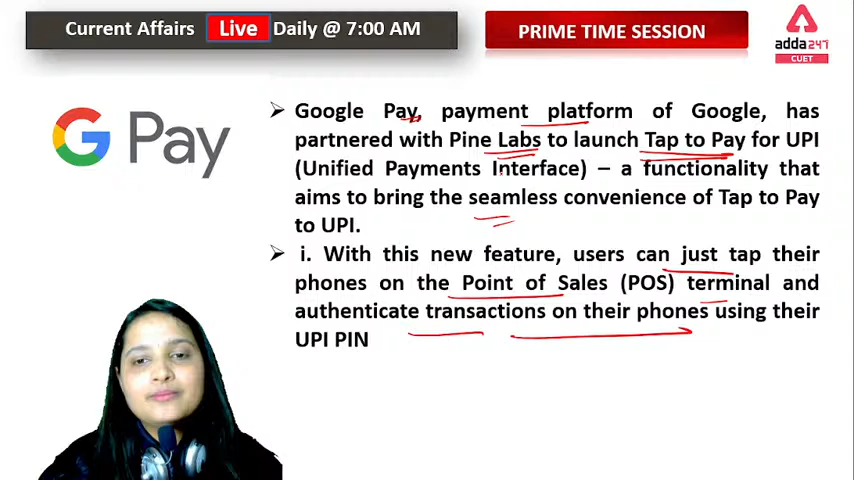 Current Affairs Live Daily @ 7:00 AM
PRIME TIME SESSION
adda247
CUET
G Pay
➢ Google Pay, payment platform of Google, has
partnered with Pine Labs to launch Tap to Pay for UPI
(Unified Payments Interface) – a functionality that
aims to bring the seamless convenience of Tap to Pay
to UPI.
➢ i. With this new feature, users can just tap their
phones on the Point of Sales (POS) terminal and
authenticate transactions on their phones using their
UPI PIN